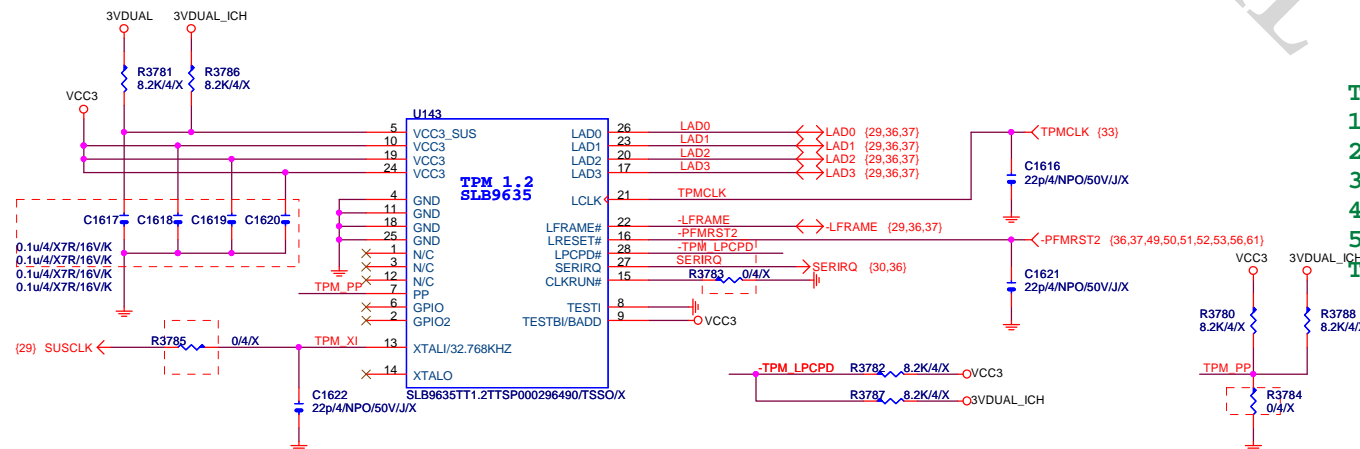 3VDUAL 3VDUAL_ICH
R3781 R3786
8.2K/4/X 8.2K/4/X
VCC3
U143
5 VCC3_SUS
10 VCC3
19 VCC3
24 VCC3
4 GND
11 GND
18 GND
25 GND
1 N/C
3 N/C
12 N/C
TPM_PP 7 PP
6 GPIO
2 GPIO2
TPM_XI 13 XTALI/32.768KHZ
14 XTALO
TPM 1.2
SLB9635
LAD0 26 LAD0 LAD0 {29,36,37}
LAD1 23 LAD1 LAD1 {29,36,37}
LAD2 20 LAD2 LAD2 {29,36,37}
LAD3 17 LAD3 LAD3 {29,36,37}
LCLK 21 TPMCLK
TPMCLK {33}
LFRAME# 22 -LFRAME -LFRAME {29,36,37}
LRESET# 16 -PFMRST2 -PFMRST2 {36,37,49,50,51,52,53,56,61}
LPCPD# 28 -TPM_LPCPD
SERIRQ 27 SERIRQ SERIRQ {30,36}
CLKRUN# 15 R3783 0/4/X
TESTI 8
TESTBI/BADD 9 VCC3
SLB9635TT1.2TTSP000296490/TSSO/X
C1617 C1618 C1619 C1620
0.1u/4/X7R/16V/K
0.1u/4/X7R/16V/K
0.1u/4/X7R/16V/K
0.1u/4/X7R/16V/K
{29} SUSCLK R3785 0/4/X
C1622
22p/4/NPO/50V/J/X
C1616
22p/4/NPO/50V/J/X
C1621
22p/4/NPO/50V/J/X
-TPM_LPCPD R3782 8.2K/4/X VCC3
R3787 8.2K/4/X 3VDUAL_ICH
VCC3 3VDUAL_ICH
R3780 R3788
8.2K/4/X 8.2K/4/X
TPM_PP
R3784
0/4/X
T
1
2
3
4
5
T